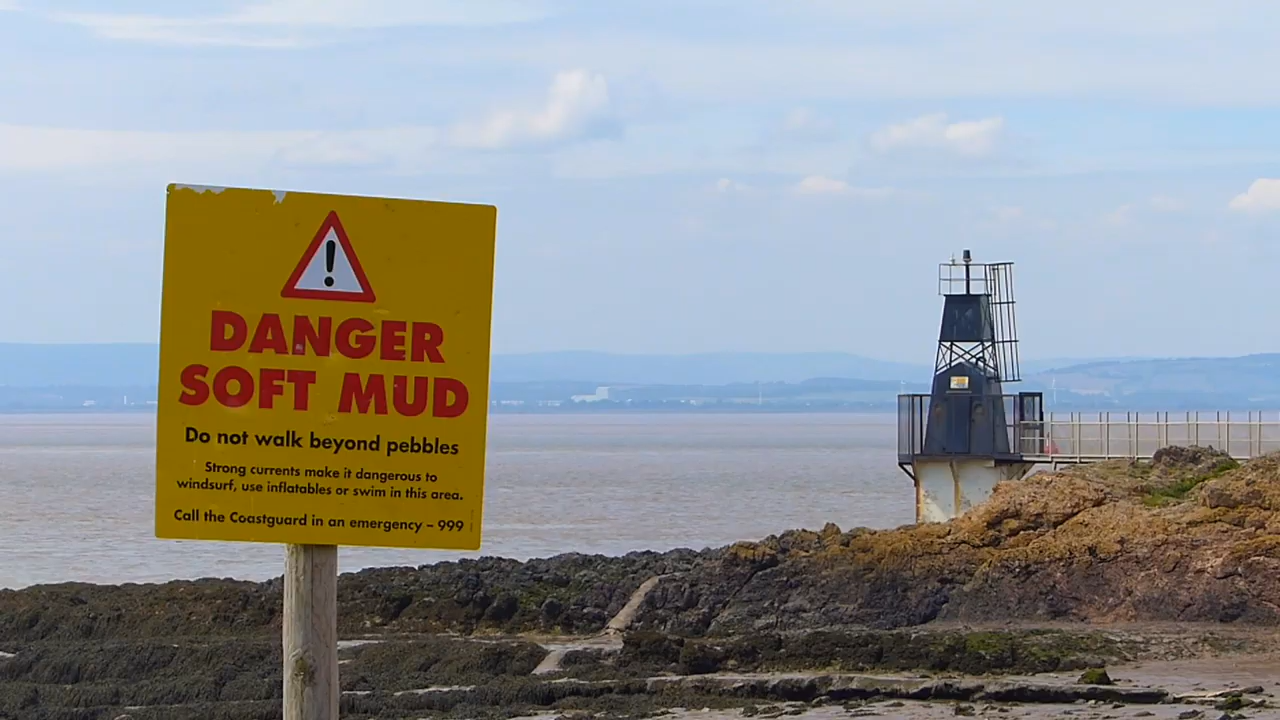 DANGER
SOFT MUD
Do not walk beyond pebbles
Strong currents make it dangerous to
windsurf, use inflatables or swim in this area.
Call the Coastguard in an emergency – 999